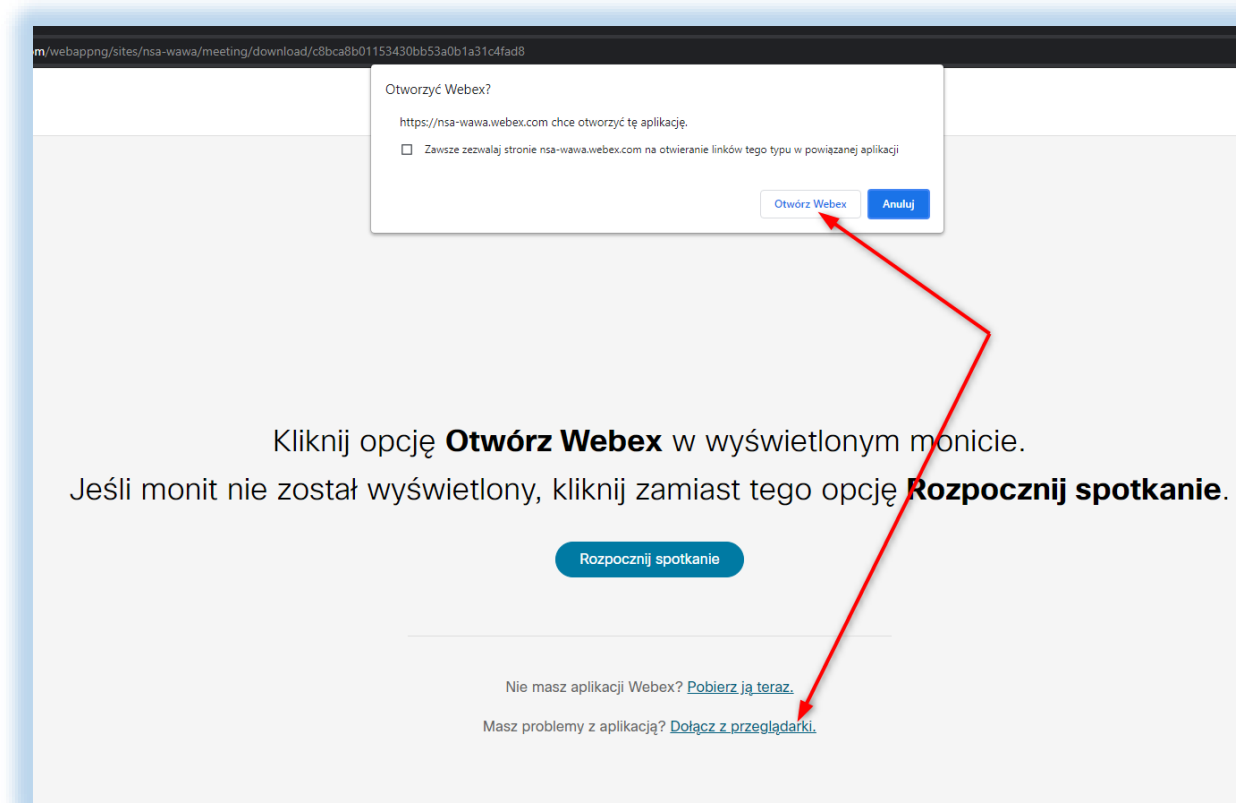 m/webappng/sites/nsa-wawa/meeting/download/c8bca8b01153430bb53a0b1a31c4fad8
Otworzyć Webex?
https://nsa-wawa.webex.com chce otworzyć tę aplikację.
Zawsze zezwalaj stronie nsa-wawa.webex.com na otwieranie linków tego typu w powiązanej aplikacji
Otwórz Webex Anuluj
Kliknij opcję Otwórz Webex w wyświetlonym monicie.
Jeśli monit nie został wyświetlony, kliknij zamiast tego opcję Rozpocznij spotkanie.
Rozpocznij spotkanie
Nie masz aplikacji Webex? Pobierz ją teraz.
Masz problemy z aplikacją? Dołącz z przeglądarki.